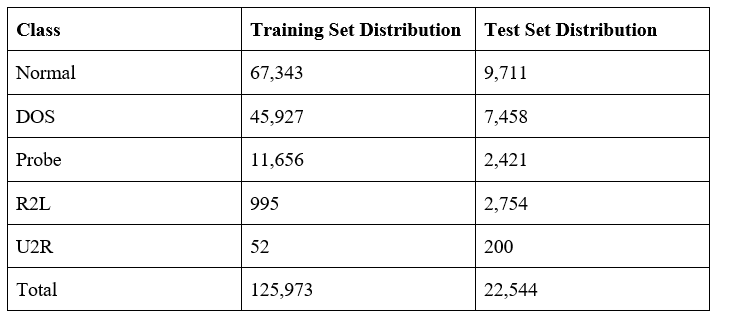 Class Training Set Distribution Test Set Distribution
Normal 67,343 9,711
DOS 45,927 7,458
Probe 11,656 2,421
R2L 995 2,754
U2R 52 200
Total 125,973 22,544